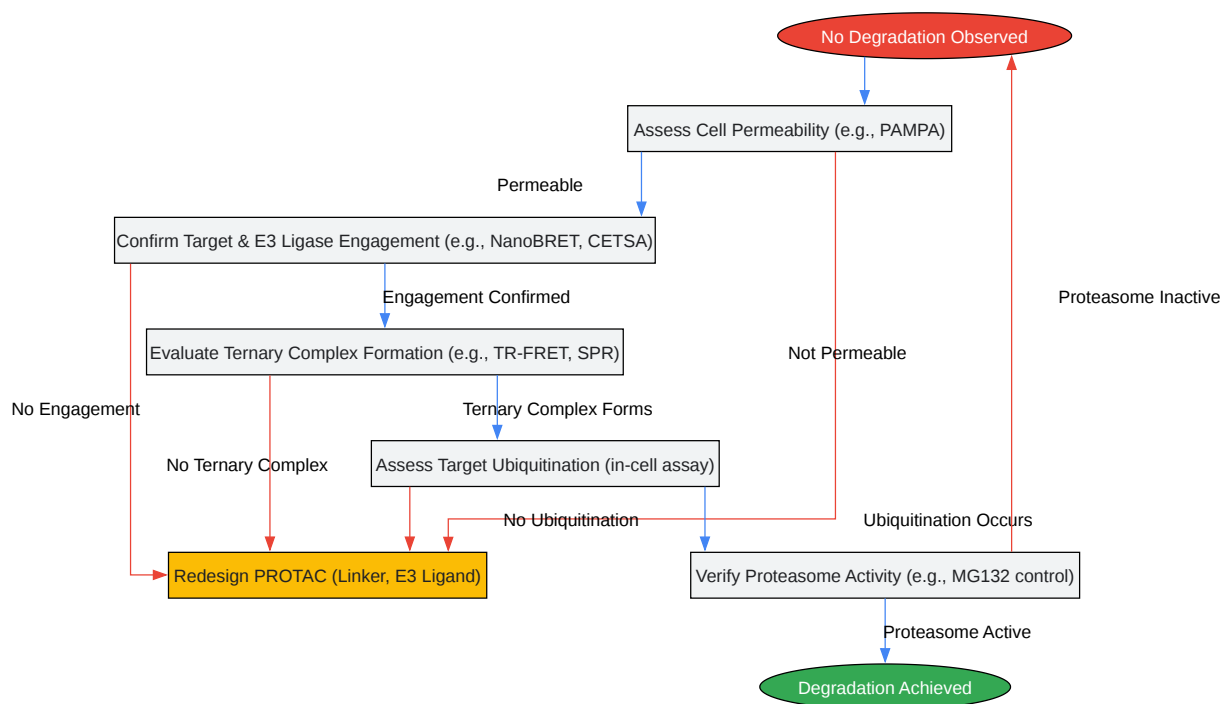 No Degradation Observed
Assess Cell Permeability (e.g., PAMPA)
Permeable
Confirm Target & E3 Ligase Engagement (e.g., NanoBRET, CETSA)
Engagement Confirmed
Proteasome Inactive
Evaluate Ternary Complex Formation (e.g., TR-FRET, SPR)
Not Permeable
No Engagement
Ternary Complex Forms
No Ternary Complex
Assess Target Ubiquitination (in-cell assay)
No Ubiquitination
Ubiquitination Occurs
Redesign PROTAC (Linker, E3 Ligand)
Verify Proteasome Activity (e.g., MG132 control)
Proteasome Active
Degradation Achieved